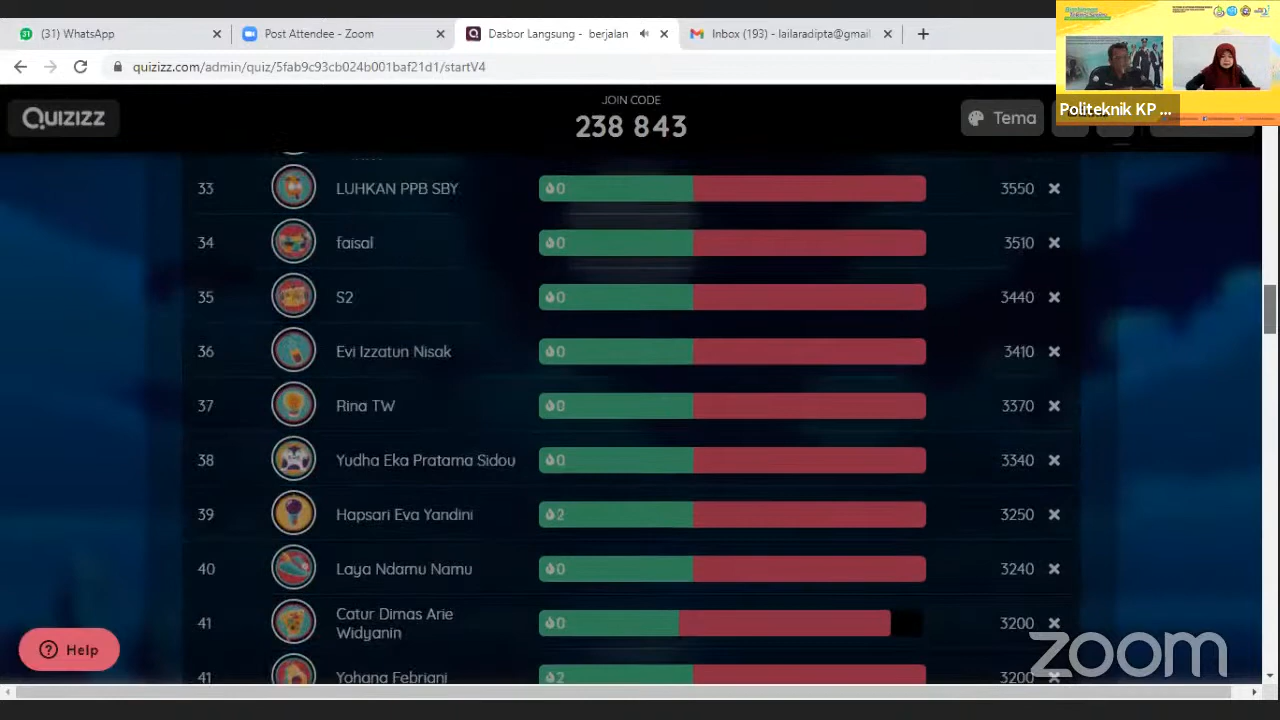 (31) WhatsApp
Post Attendee - Zoom
Dasbor Langsung - berjalan
Inbox (193) - lailaradipta@gmail
quizizz.com/admin/quiz/5fab9c93cb024b001baf21d1/startV4
Politeknik KP ...
Quizizz
JOIN CODE
238 843
Tema
33 LUHKAN PPB SBY 0 3550
34 faisal 0 3510
35 S2 0 3440
36 Evi Izzatun Nisak 0 3410
37 Rina TW 0 3370
38 Yudha Eka Pratama Sidou 0 3340
39 Hapsari Eva Yandini 2 3250
40 Laya Ndamu Namu 0 3240
41 Catur Dimas Arie Widyanin 0 3200
41 Yohana Febriani 2 3200
Help
zoom